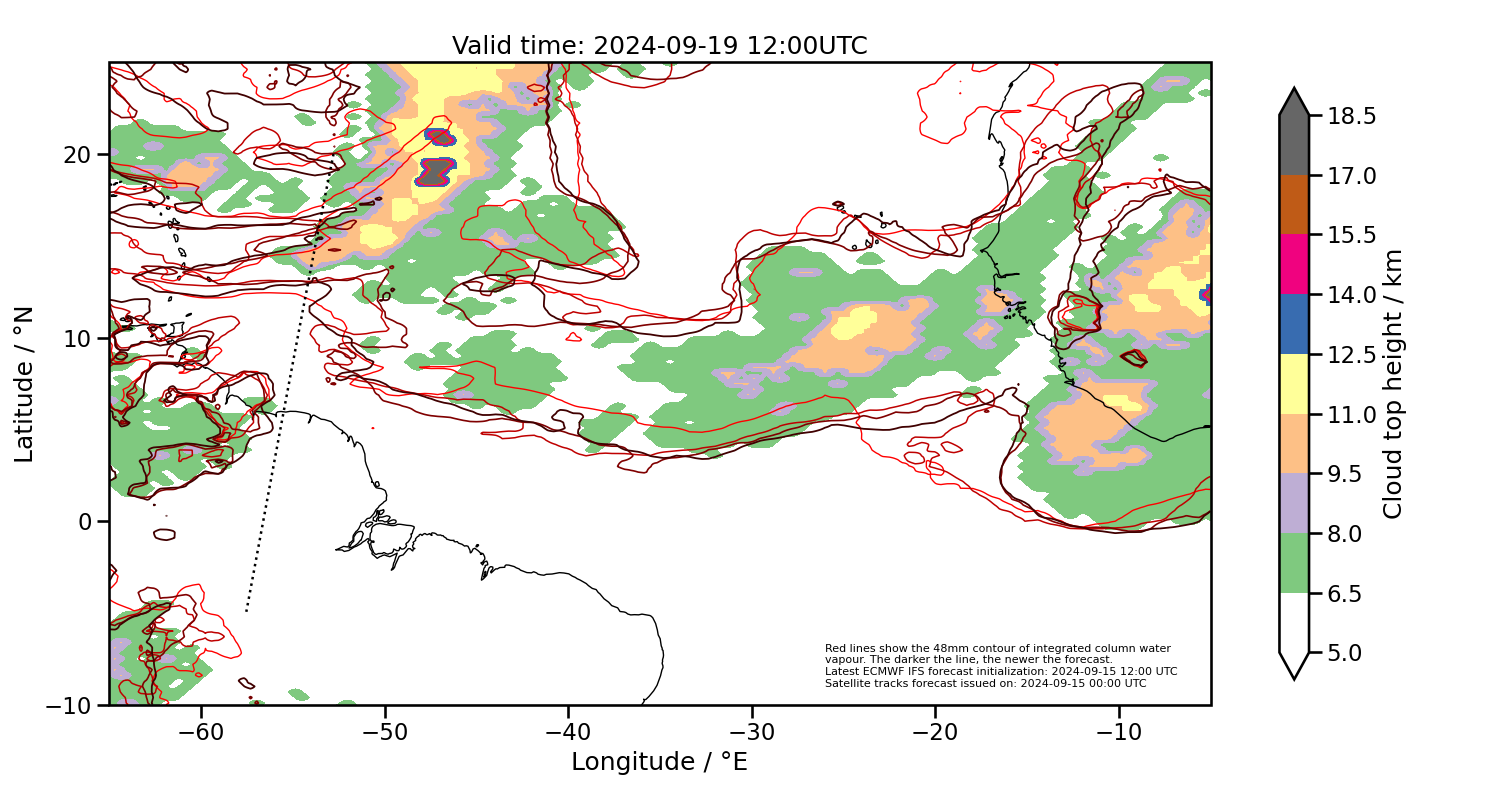 Valid time: 2024-09-19 12:00UTC
20
10
0
−10
Latitude / °N
−60
−50
−40
−30
−20
−10
Longitude / °E
Red lines show the 48mm contour of integrated column water
vapour. The darker the line, the newer the forecast.
Latest ECMWF IFS forecast initialization: 2024-09-15 12:00 UTC
Satellite tracks forecast issued on: 2024-09-15 00:00 UTC
18.5
17.0
15.5
14.0
12.5
11.0
9.5
8.0
6.5
5.0
Cloud top height / km